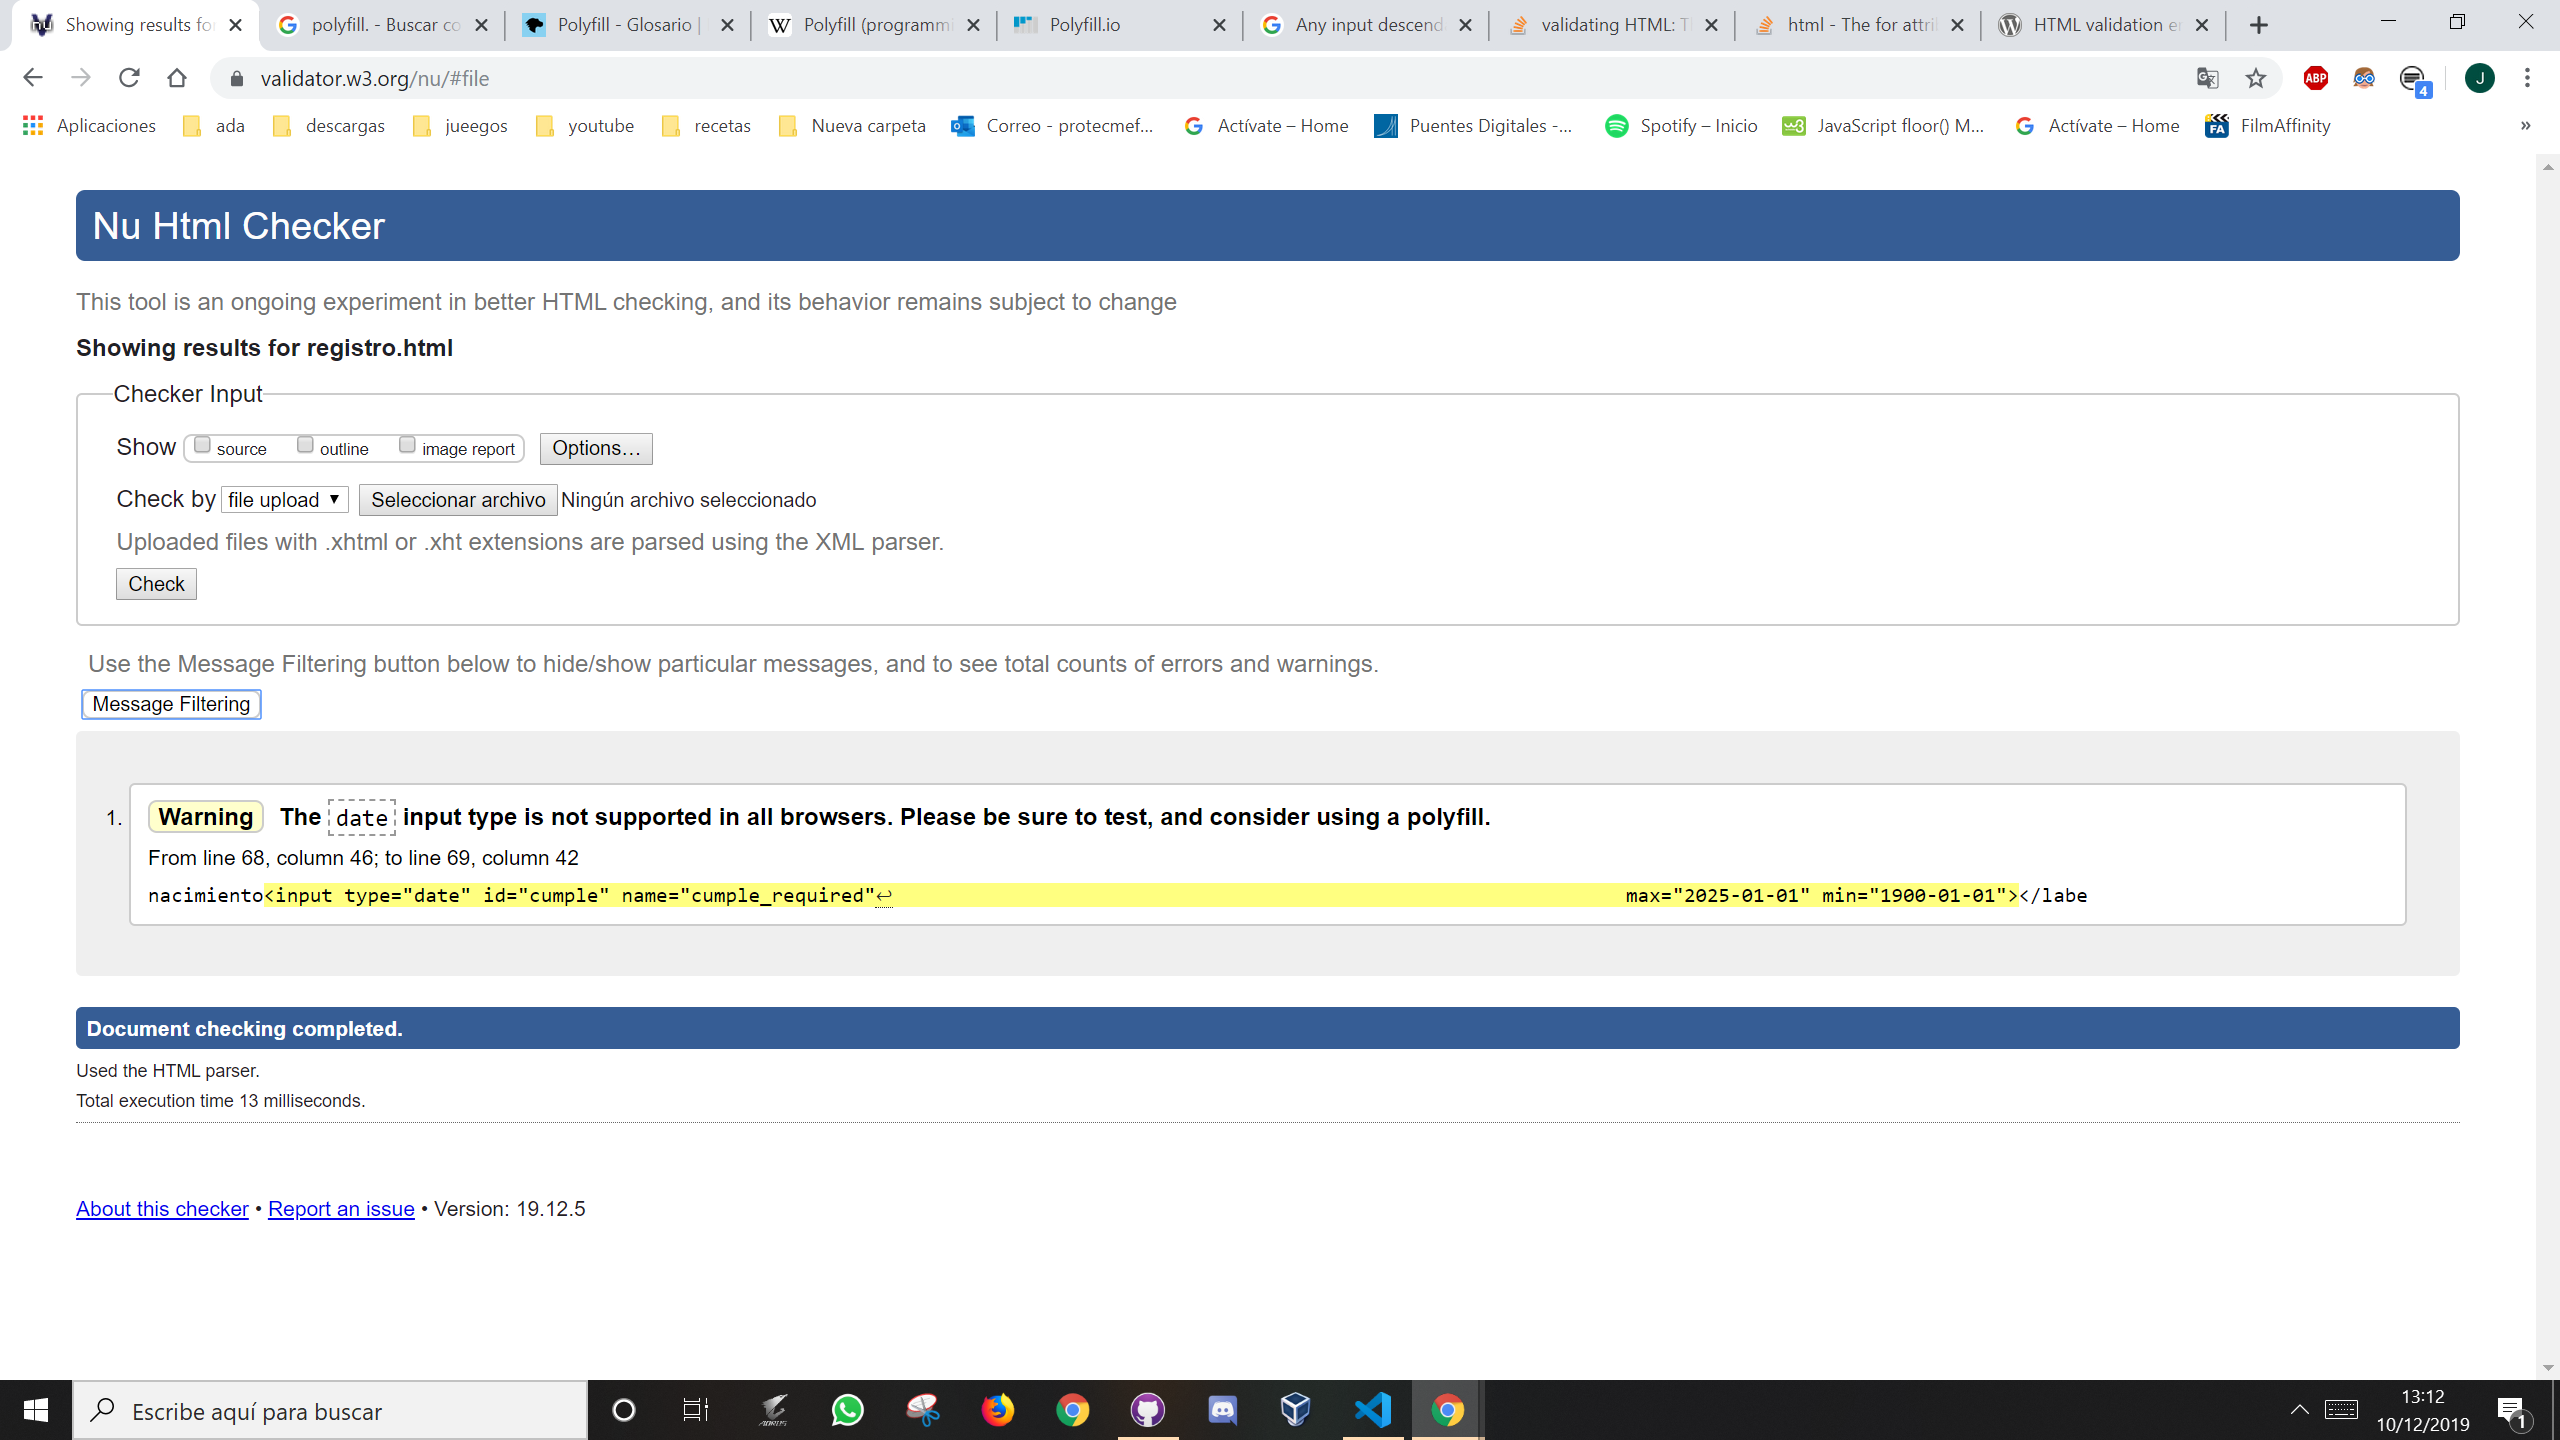 Showing results fo
polyfill. - Buscar co
Polyfill - Glosario |
Polyfill (programmi
Polyfill.io
Any input descend
validating HTML: T
html - The for attri
HTML validation er
validator.w3.org/nu/#file
ABP
4
J
Aplicaciones
ada
descargas
jueegos
youtube
recetas
Nueva carpeta
Correo - protecmef...
Actívate – Home
Puentes Digitales -...
Spotify – Inicio
JavaScript floor() M...
Actívate – Home
FilmAffinity
»
Nu Html Checker
This tool is an ongoing experiment in better HTML checking, and its behavior remains subject to change
Showing results for registro.html
Checker Input
Show source outline image report Options...
Check by file upload Seleccionar archivo Ningún archivo seleccionado
Uploaded files with .xhtml or .xht extensions are parsed using the XML parser.
Check
Use the Message Filtering button below to hide/show particular messages, and to see total counts of errors and warnings.
Message Filtering
1. Warning The date input type is not supported in all browsers. Please be sure to test, and consider using a polyfill.
From line 68, column 46; to line 69, column 42
nacimiento<input type="date" id="cumple" name="cumple_required"↩ max="2025-01-01" min="1900-01-01"></labe
Document checking completed.
Used the HTML parser.
Total execution time 13 milliseconds.
About this checker • Report an issue • Version: 19.12.5
Escribe aquí para buscar
AORUS
13:12
10/12/2019
1